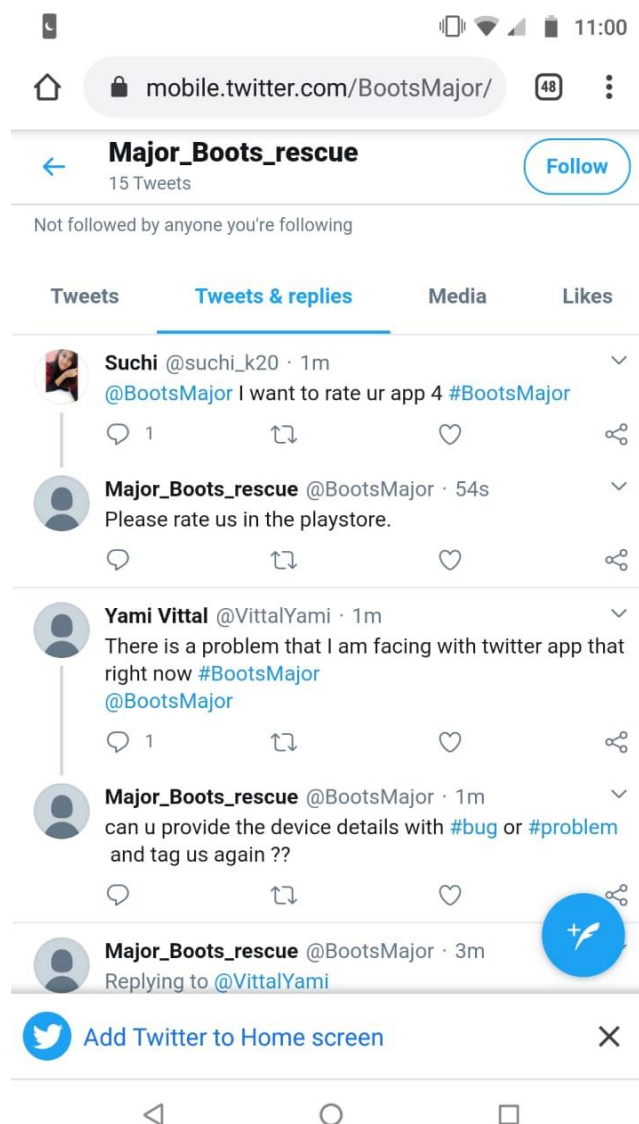 11:00
mobile.twitter.com/BootsMajor/
48
Major_Boots_rescue
15 Tweets
Follow
Not followed by anyone you're following
Tweets
Tweets & replies
Media
Likes
Suchi @suchi_k20 · 1m
@BootsMajor I want to rate ur app 4 #BootsMajor
1
Major_Boots_rescue @BootsMajor · 54s
Please rate us in the playstore.
Yami Vittal @VittalYami · 1m
There is a problem that I am facing with twitter app that
right now #BootsMajor
@BootsMajor
1
Major_Boots_rescue @BootsMajor · 1m
can u provide the device details with #bug or #problem
and tag us again ??
Major_Boots_rescue @BootsMajor · 3m
Replying to @VittalYami
Add Twitter to Home screen